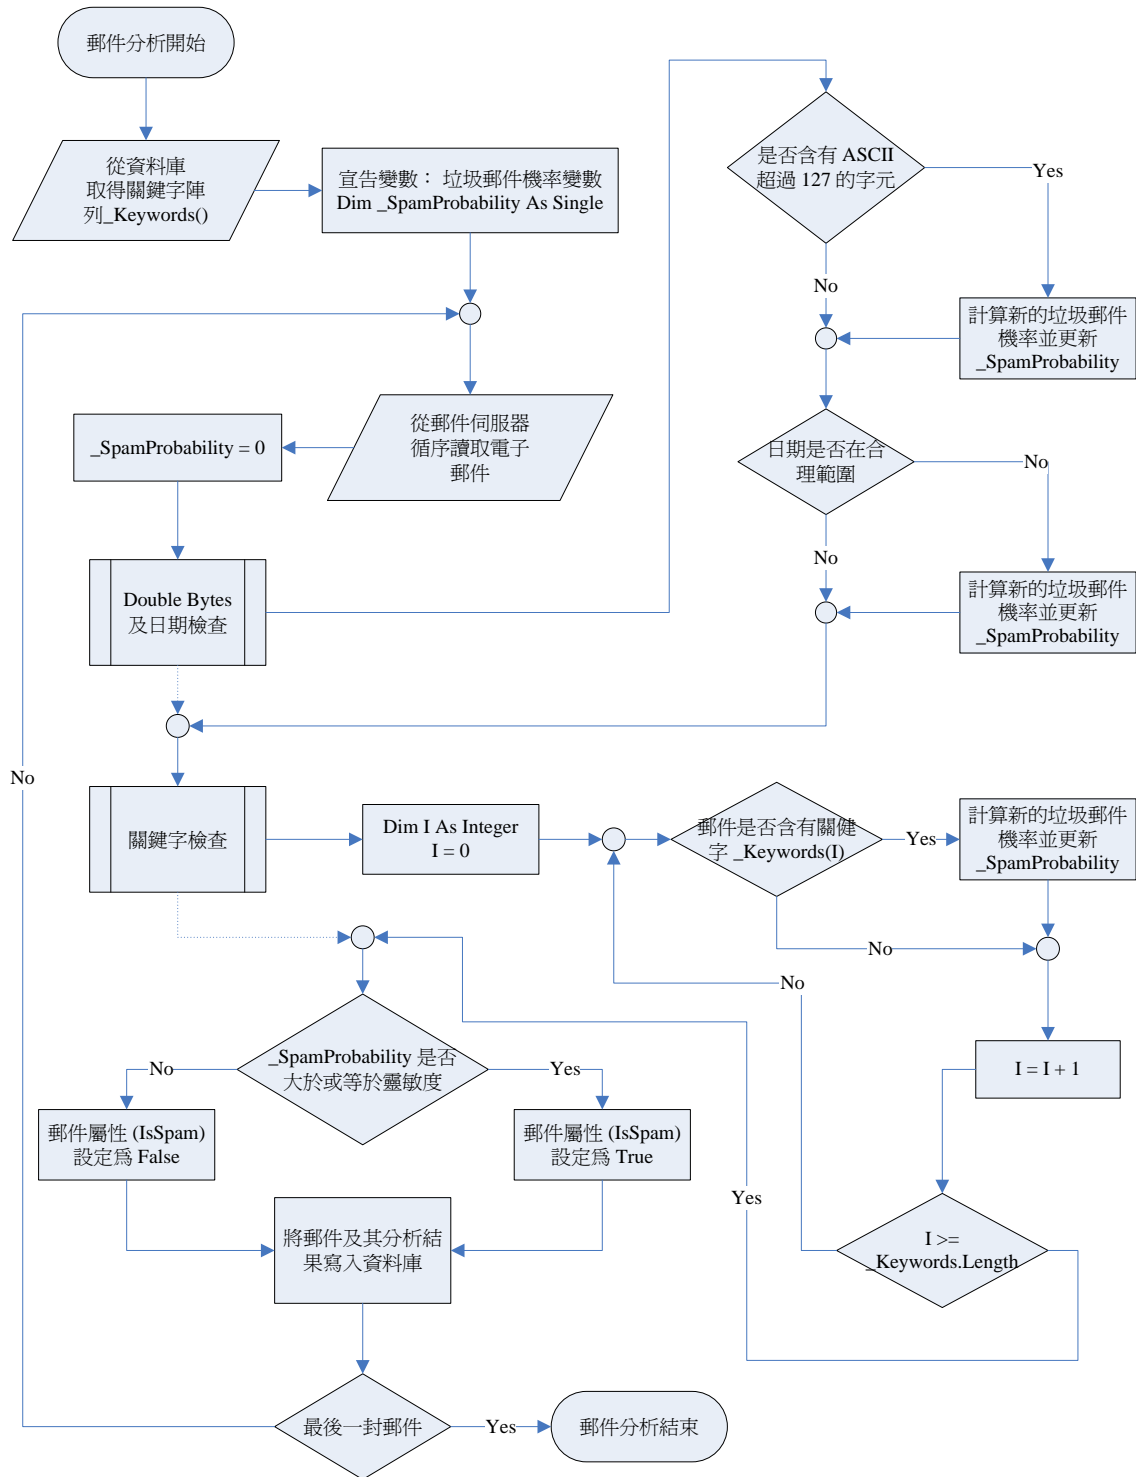 郵件分析開始
從資料庫
取得關鍵字陣
列_Keywords()
宣告變數： 垃圾郵件機率變數
Dim _SpamProbability As Single
是否含有 ASCII
超過 127 的字元
Yes
No
計算新的垃圾郵件
機率並更新
_SpamProbability
從郵件伺服器
循序讀取電子
郵件
_SpamProbability = 0
日期是否在合
理範圍
No
No
計算新的垃圾郵件
機率並更新
_SpamProbability
Double Bytes
及日期檢查
No
關鍵字檢查
Dim I As Integer
I = 0
郵件是否含有關健
字 _Keywords(I)
Yes
計算新的垃圾郵件
機率並更新
_SpamProbability
No
No
I = I + 1
_SpamProbability 是否
大於或等於靈敏度
No
Yes
郵件屬性 (IsSpam)
設定為 False
郵件屬性 (IsSpam)
設定為 True
Yes
I >=
_Keywords.Length
將郵件及其分析結
果寫入資料庫
最後一封郵件
Yes
郵件分析結束